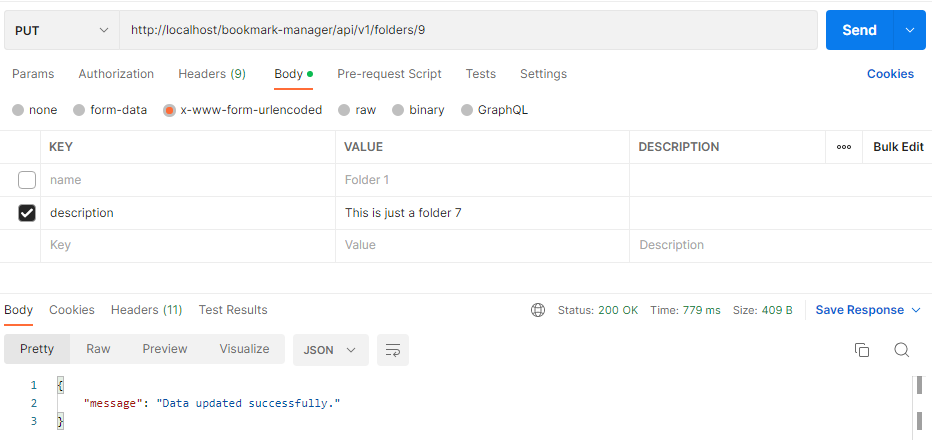 PUT http://localhost/bookmark-manager/api/v1/folders/9 Send
Params Authorization Headers (9) Body Pre-request Script Tests Settings Cookies
none form-data x-www-form-urlencoded raw binary GraphQL
KEY VALUE DESCRIPTION ooo Bulk Edit
name Folder 1
description This is just a folder 7
Key Value Description
Body Cookies Headers (11) Test Results Status: 200 OK Time: 779 ms Size: 409 B Save Response
Pretty Raw Preview Visualize JSON
1 {
2 "message": "Data updated successfully."
3 }